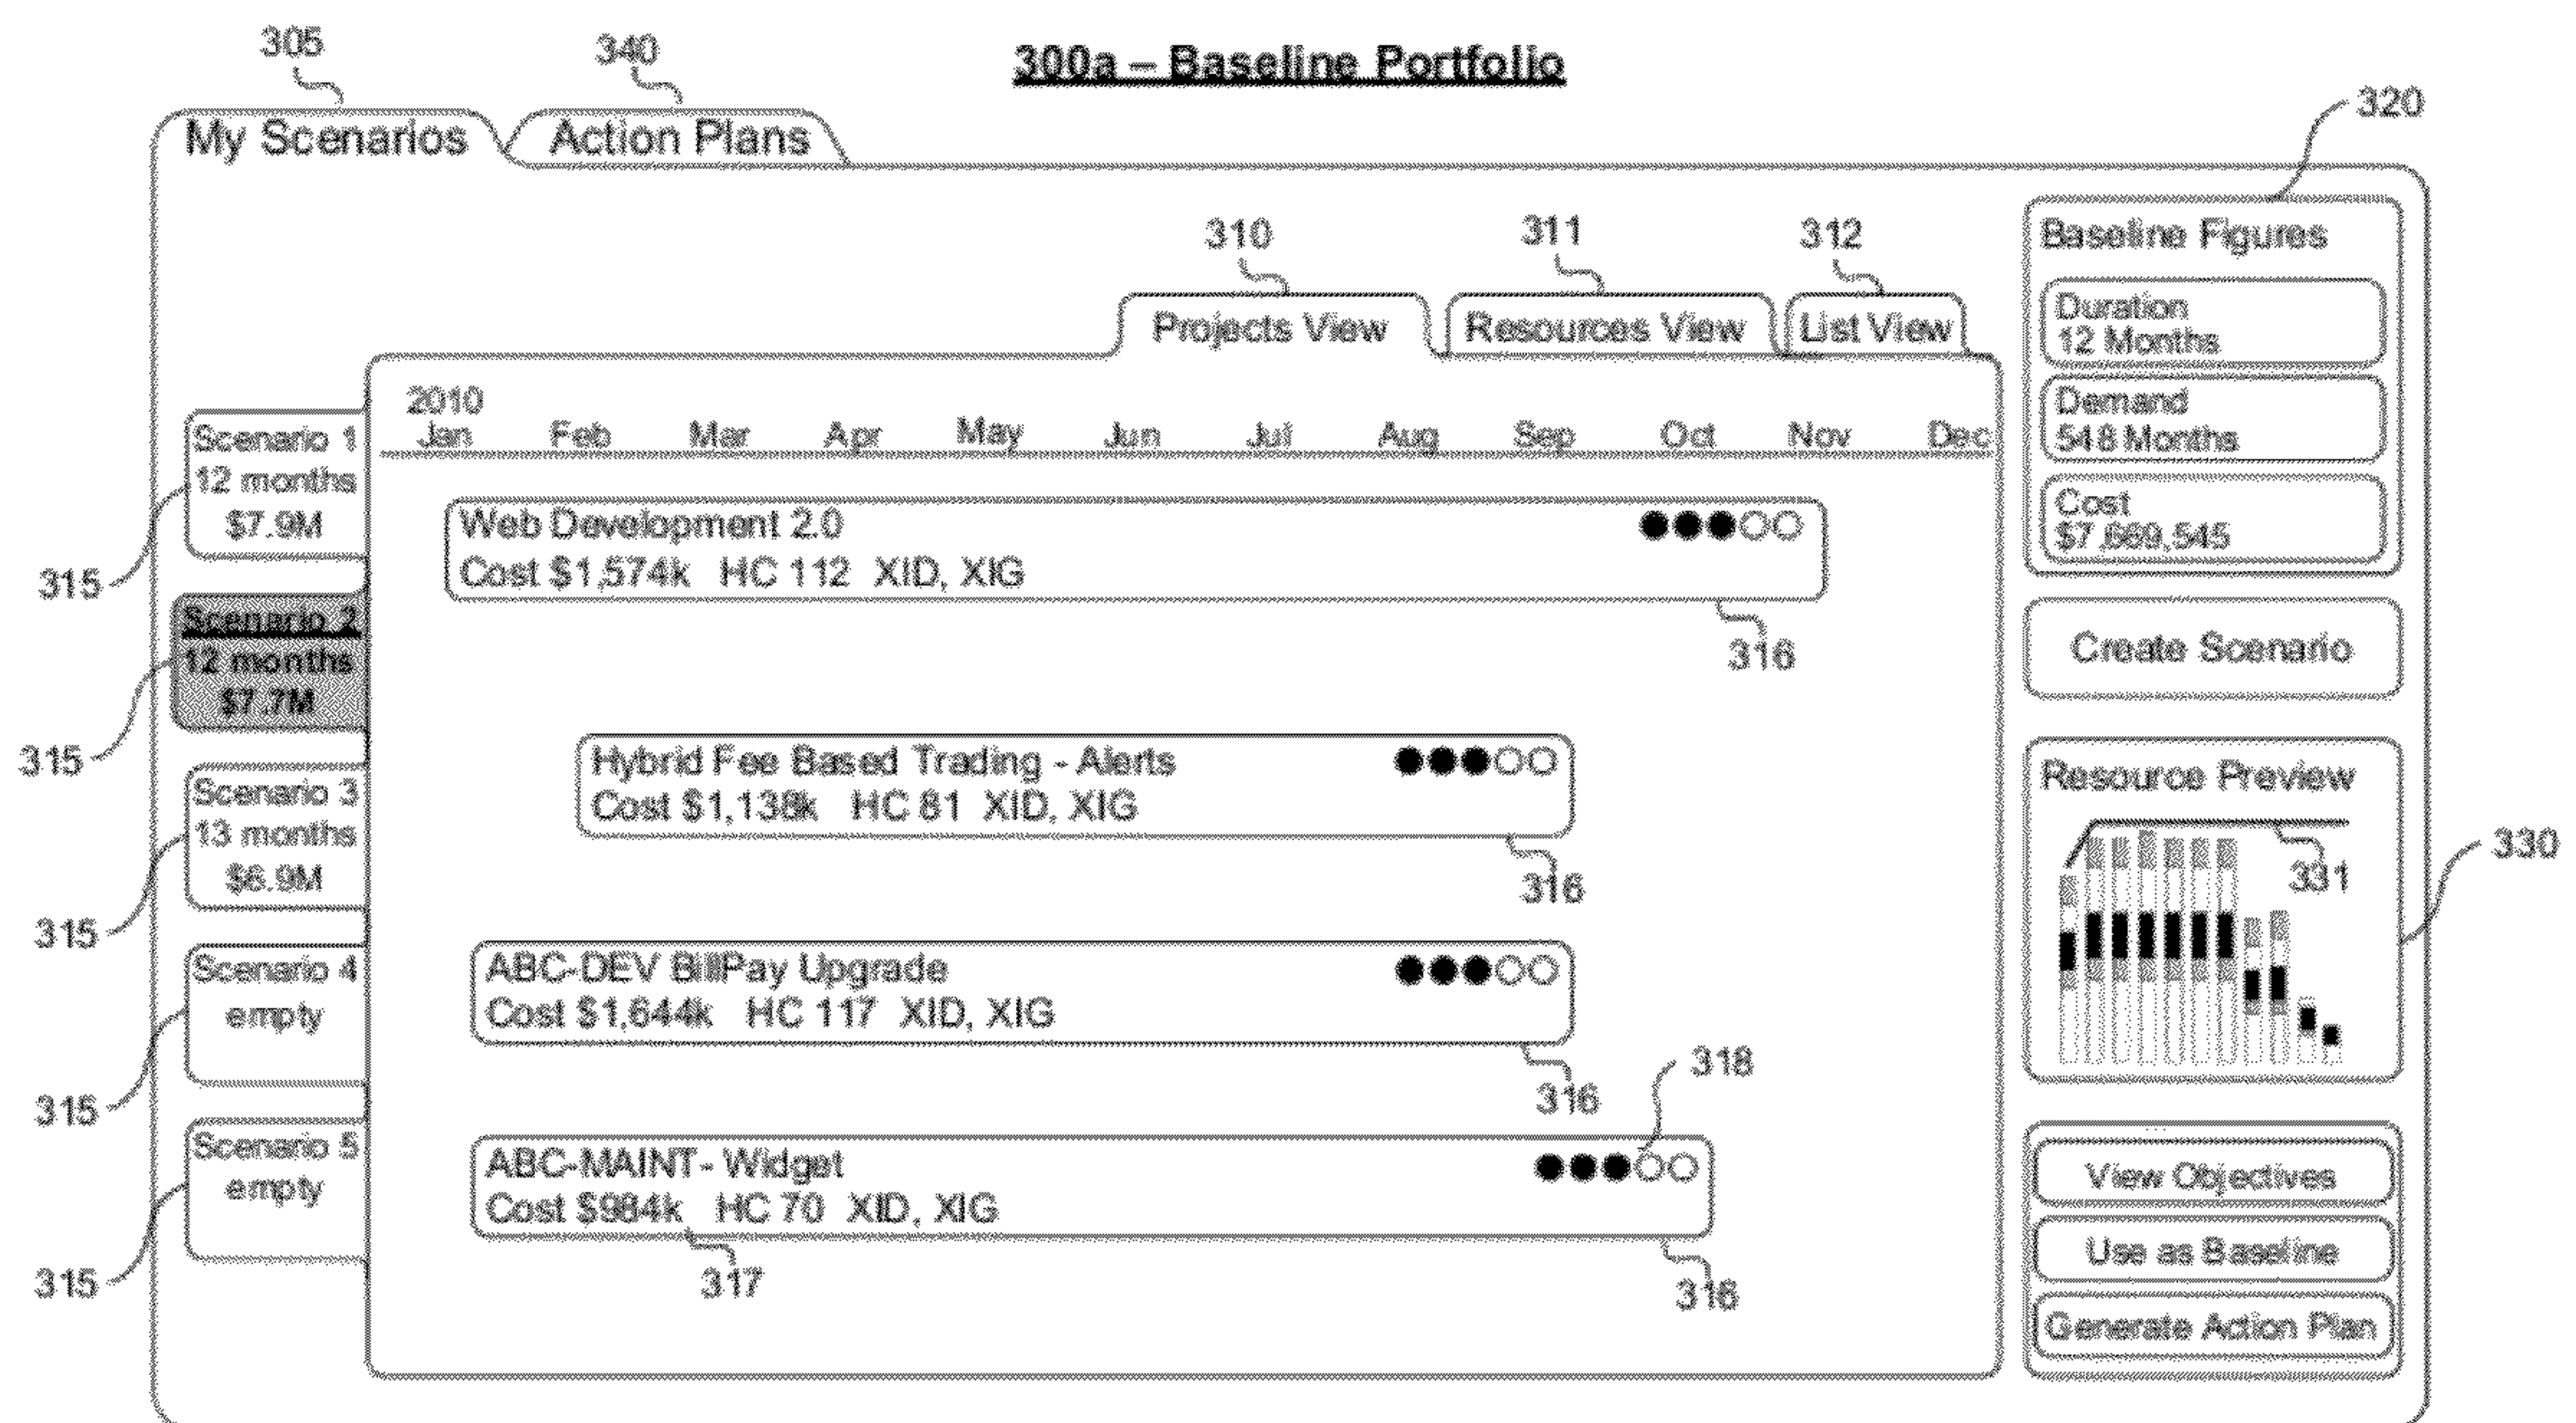 305
340
300a – Baseline Portfolio
320
My Scenarios
Action Plans
310
311
312
Baseline Figures
Projects View
Resources View
List View
Duration
12 Months
Demand
548 Months
Cost
$7,669,545
2010
Jan Feb Mar Apr May Jun Jul Aug Sep Oct Nov Dec
Scenario 1
12 months
$7.9M
315
Web Development 2.0
Cost $1,574k HC 112 XID, XIG
316
Create Scenario
Scenario 2
12 months
$7.7M
315
Hybrid Fee Based Trading - Alerts
Cost $1,138k HC 81 XID, XIG
316
Resource Preview
331
330
Scenario 3
13 months
$6.9M
315
ABC-DEV BillPay Upgrade
Cost $1,644k HC 117 XID, XIG
316
Scenario 4
empty
315
318
ABC-MAINT- Widget
Cost $984k HC 70 XID, XIG
317
316
Scenario 5
empty
315
View Objectives
Use as Baseline
Generate Action Plan